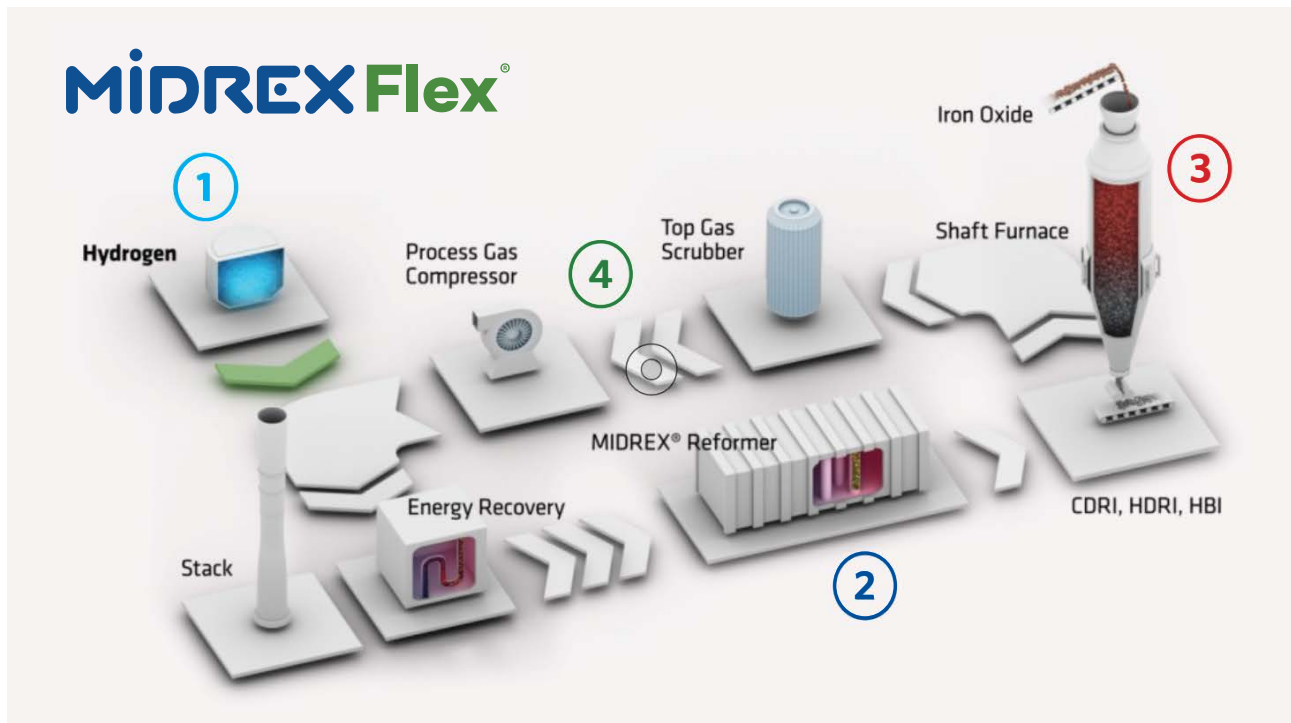 MIDREX Flex®
Iron Oxide
1
3
Hydrogen
Process Gas
Compressor
4
Top Gas
Scrubber
Shaft Furnace
MIDREX® Reformer
Energy Recovery
CDRI, HDRI, HBI
Stack
2